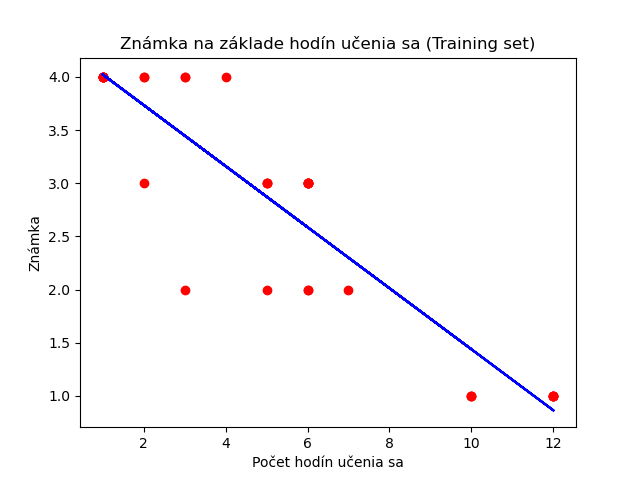 Známka na základe hodín učenia sa (Training set)
4.0
3.5
3.0
2.5
2.0
1.5
1.0
Známka
2 4 6 8 10 12
Počet hodín učenia sa